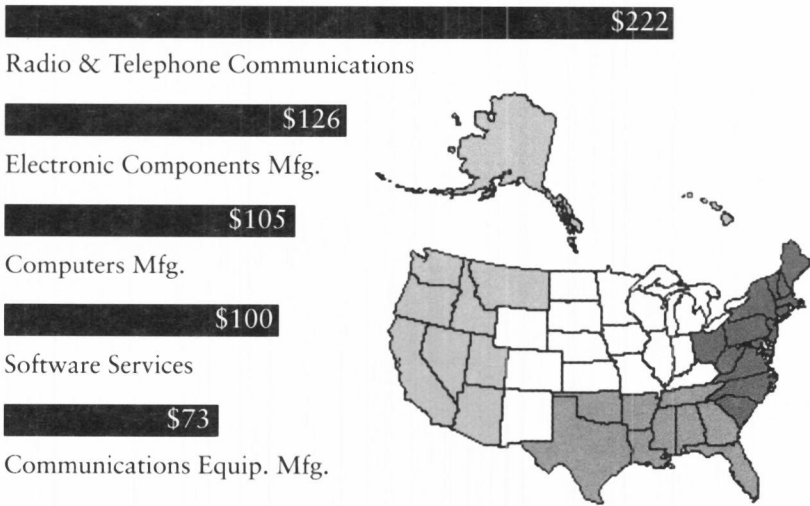 $222
Radio & Telephone Communications
$126
Electronic Components Mfg.
$105
Computers Mfg.
$100
Software Services
$73
Communications Equip. Mfg.